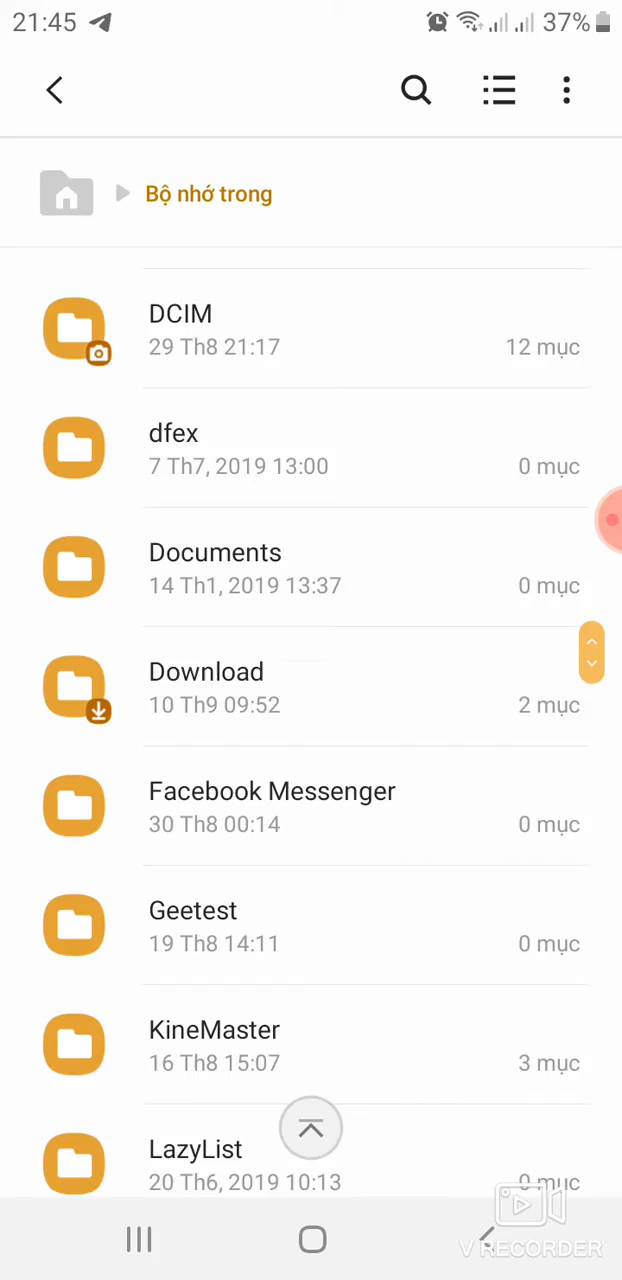 21:45 37%
Bộ nhớ trong
DCIM
29 Th8 21:17 12 mục
dfex
7 Th7, 2019 13:00 0 mục
Documents
14 Th1, 2019 13:37 0 mục
Download
10 Th9 09:52 2 mục
Facebook Messenger
30 Th8 00:14 0 mục
Geetest
19 Th8 14:11 0 mục
KineMaster
16 Th8 15:07 3 mục
LazyList
20 Th6, 2019 10:13 0 mục
V RECORDER